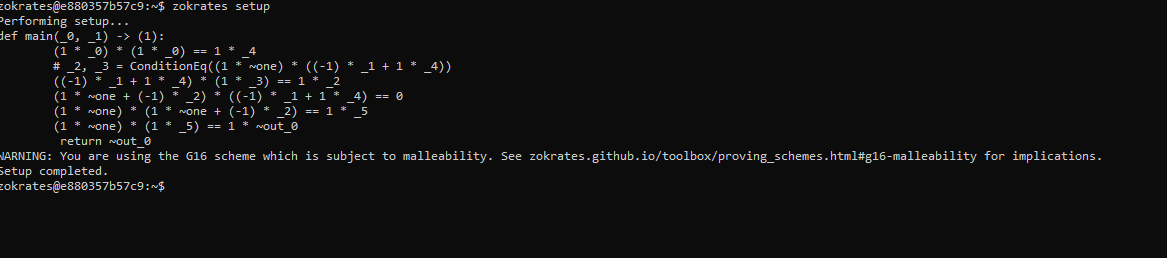 zokrates@e880357b57c9:~$ zokrates setup
Performing setup...
def main(_0, _1) -> (1):
        (1 * _0) * (1 * _0) == 1 * _4
        # _2, _3 = ConditionEq((1 * ~one) * ((-1) * _1 + 1 * _4))
        ((-1) * _1 + 1 * _4) * (1 * _3) == 1 * _2
        (1 * ~one + (-1) * _2) * ((-1) * _1 + 1 * _4) == 0
        (1 * ~one) * (1 * ~one + (-1) * _2) == 1 * _5
        (1 * ~one) * (1 * _5) == 1 * ~out_0
         return ~out_0
WARNING: You are using the G16 scheme which is subject to malleability. See zokrates.github.io/toolbox/proving_schemes.html#g16-malleability for implications.
Setup completed.
zokrates@e880357b57c9:~$